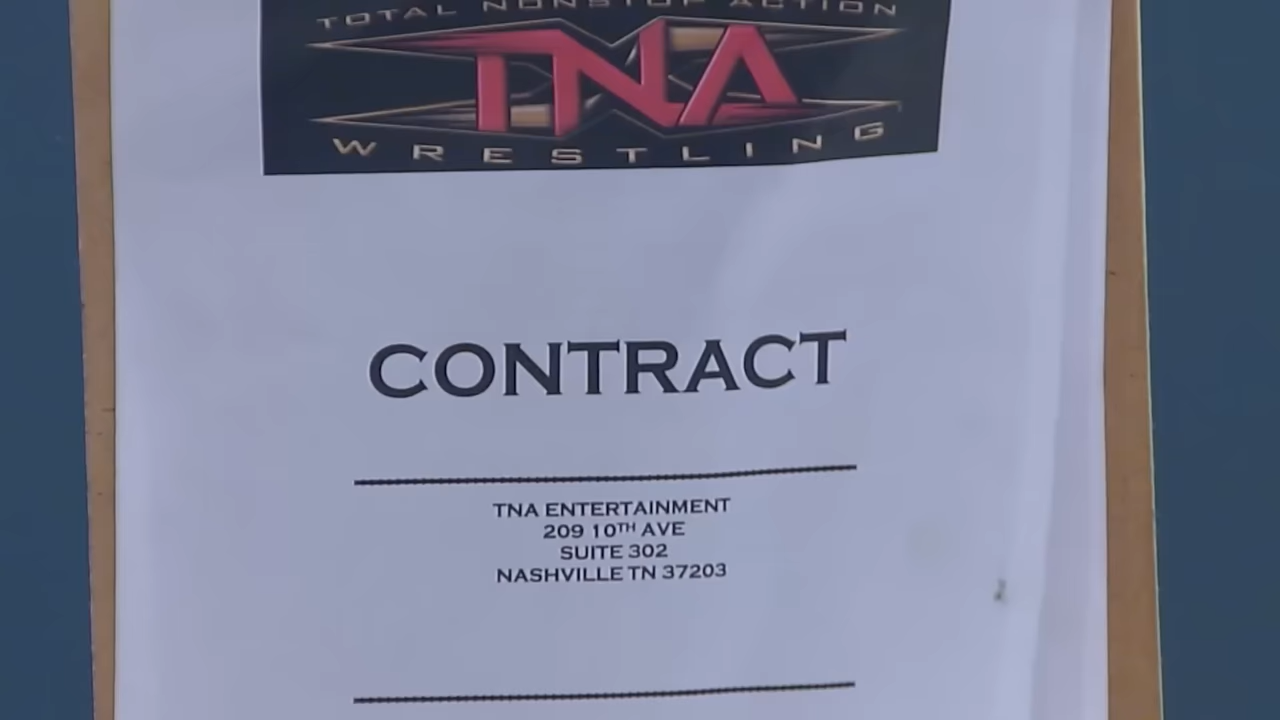 TOTAL NONSTOP ACTION
TNA
WRESTLING
CONTRACT
TNA ENTERTAINMENT
209 10TH AVE
SUITE 302
NASHVILLE TN 37203